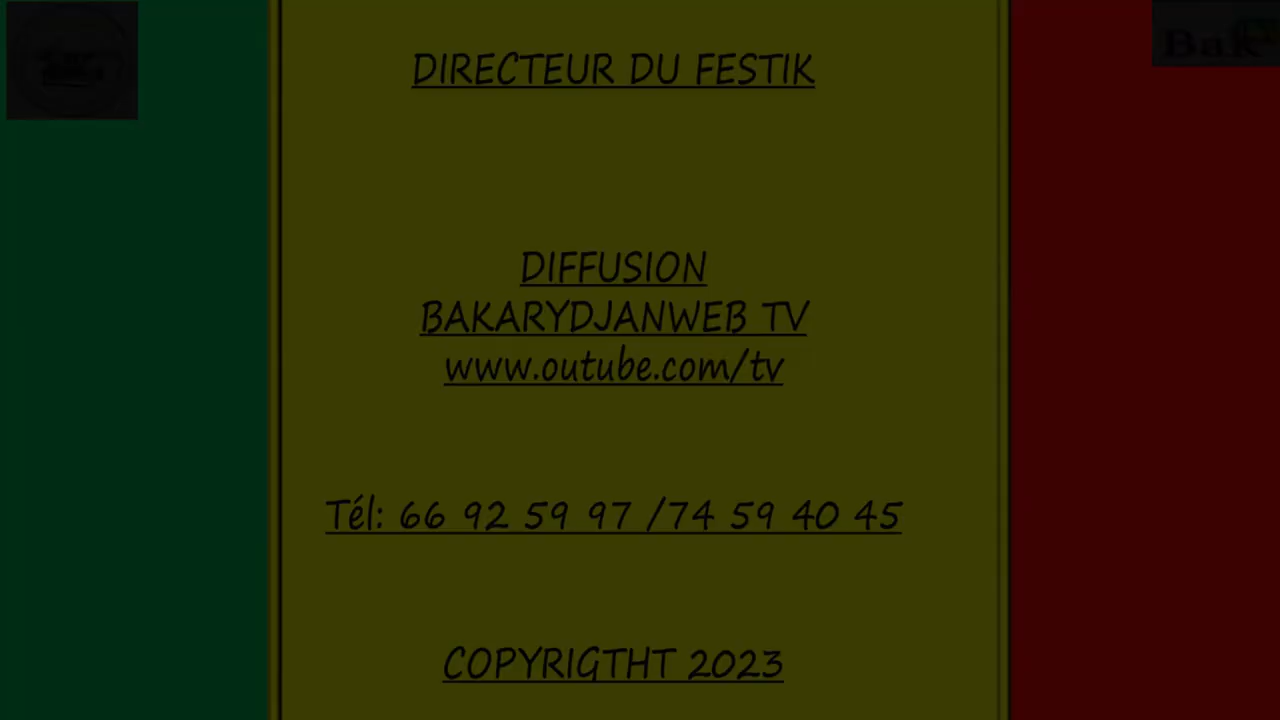 DIRECTEUR DU FESTIK
DIFFUSION
BAKARYDJANWEB TV
www.outube.com/tv
Tél: 66 92 59 97 /74 59 40 45
COPYRIGTHT 2023
Bak